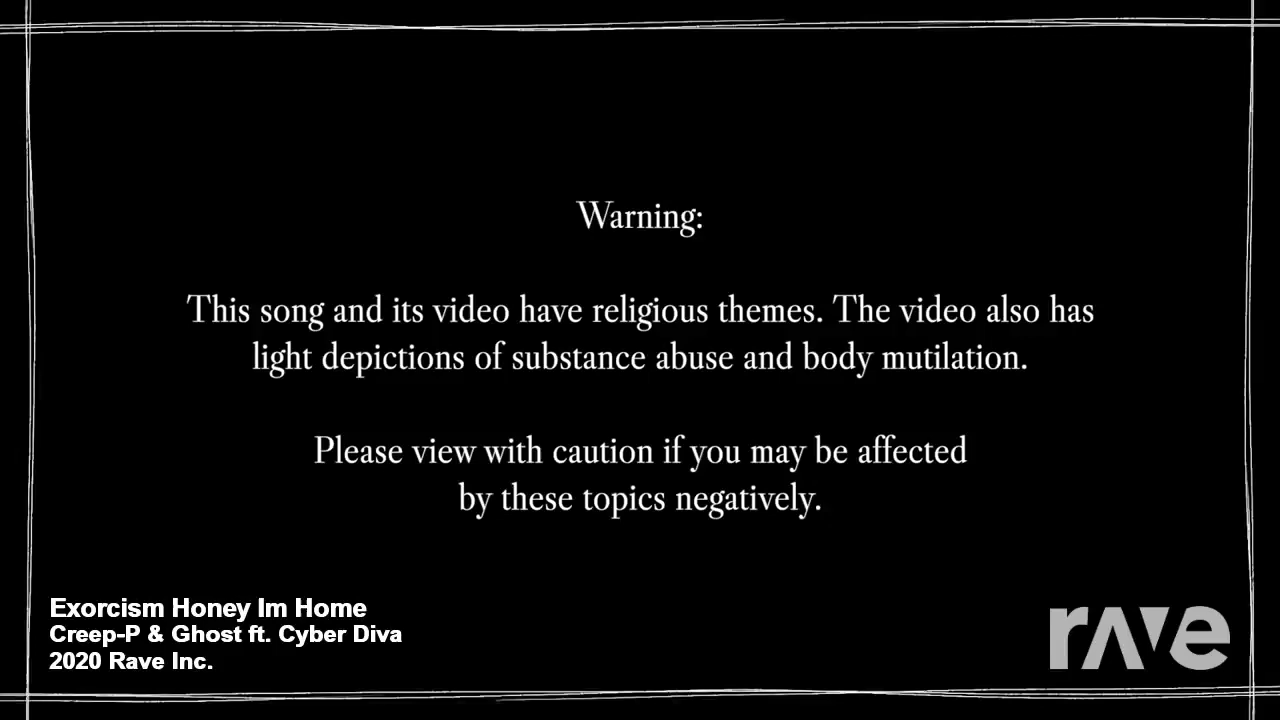 Warning:
This song and its video have religious themes. The video also has
light depictions of substance abuse and body mutilation.
Please view with caution if you may be affected
by these topics negatively.
Exorcism Honey Im Home
Creep-P & Ghost ft. Cyber Diva
2020 Rave Inc.
rave